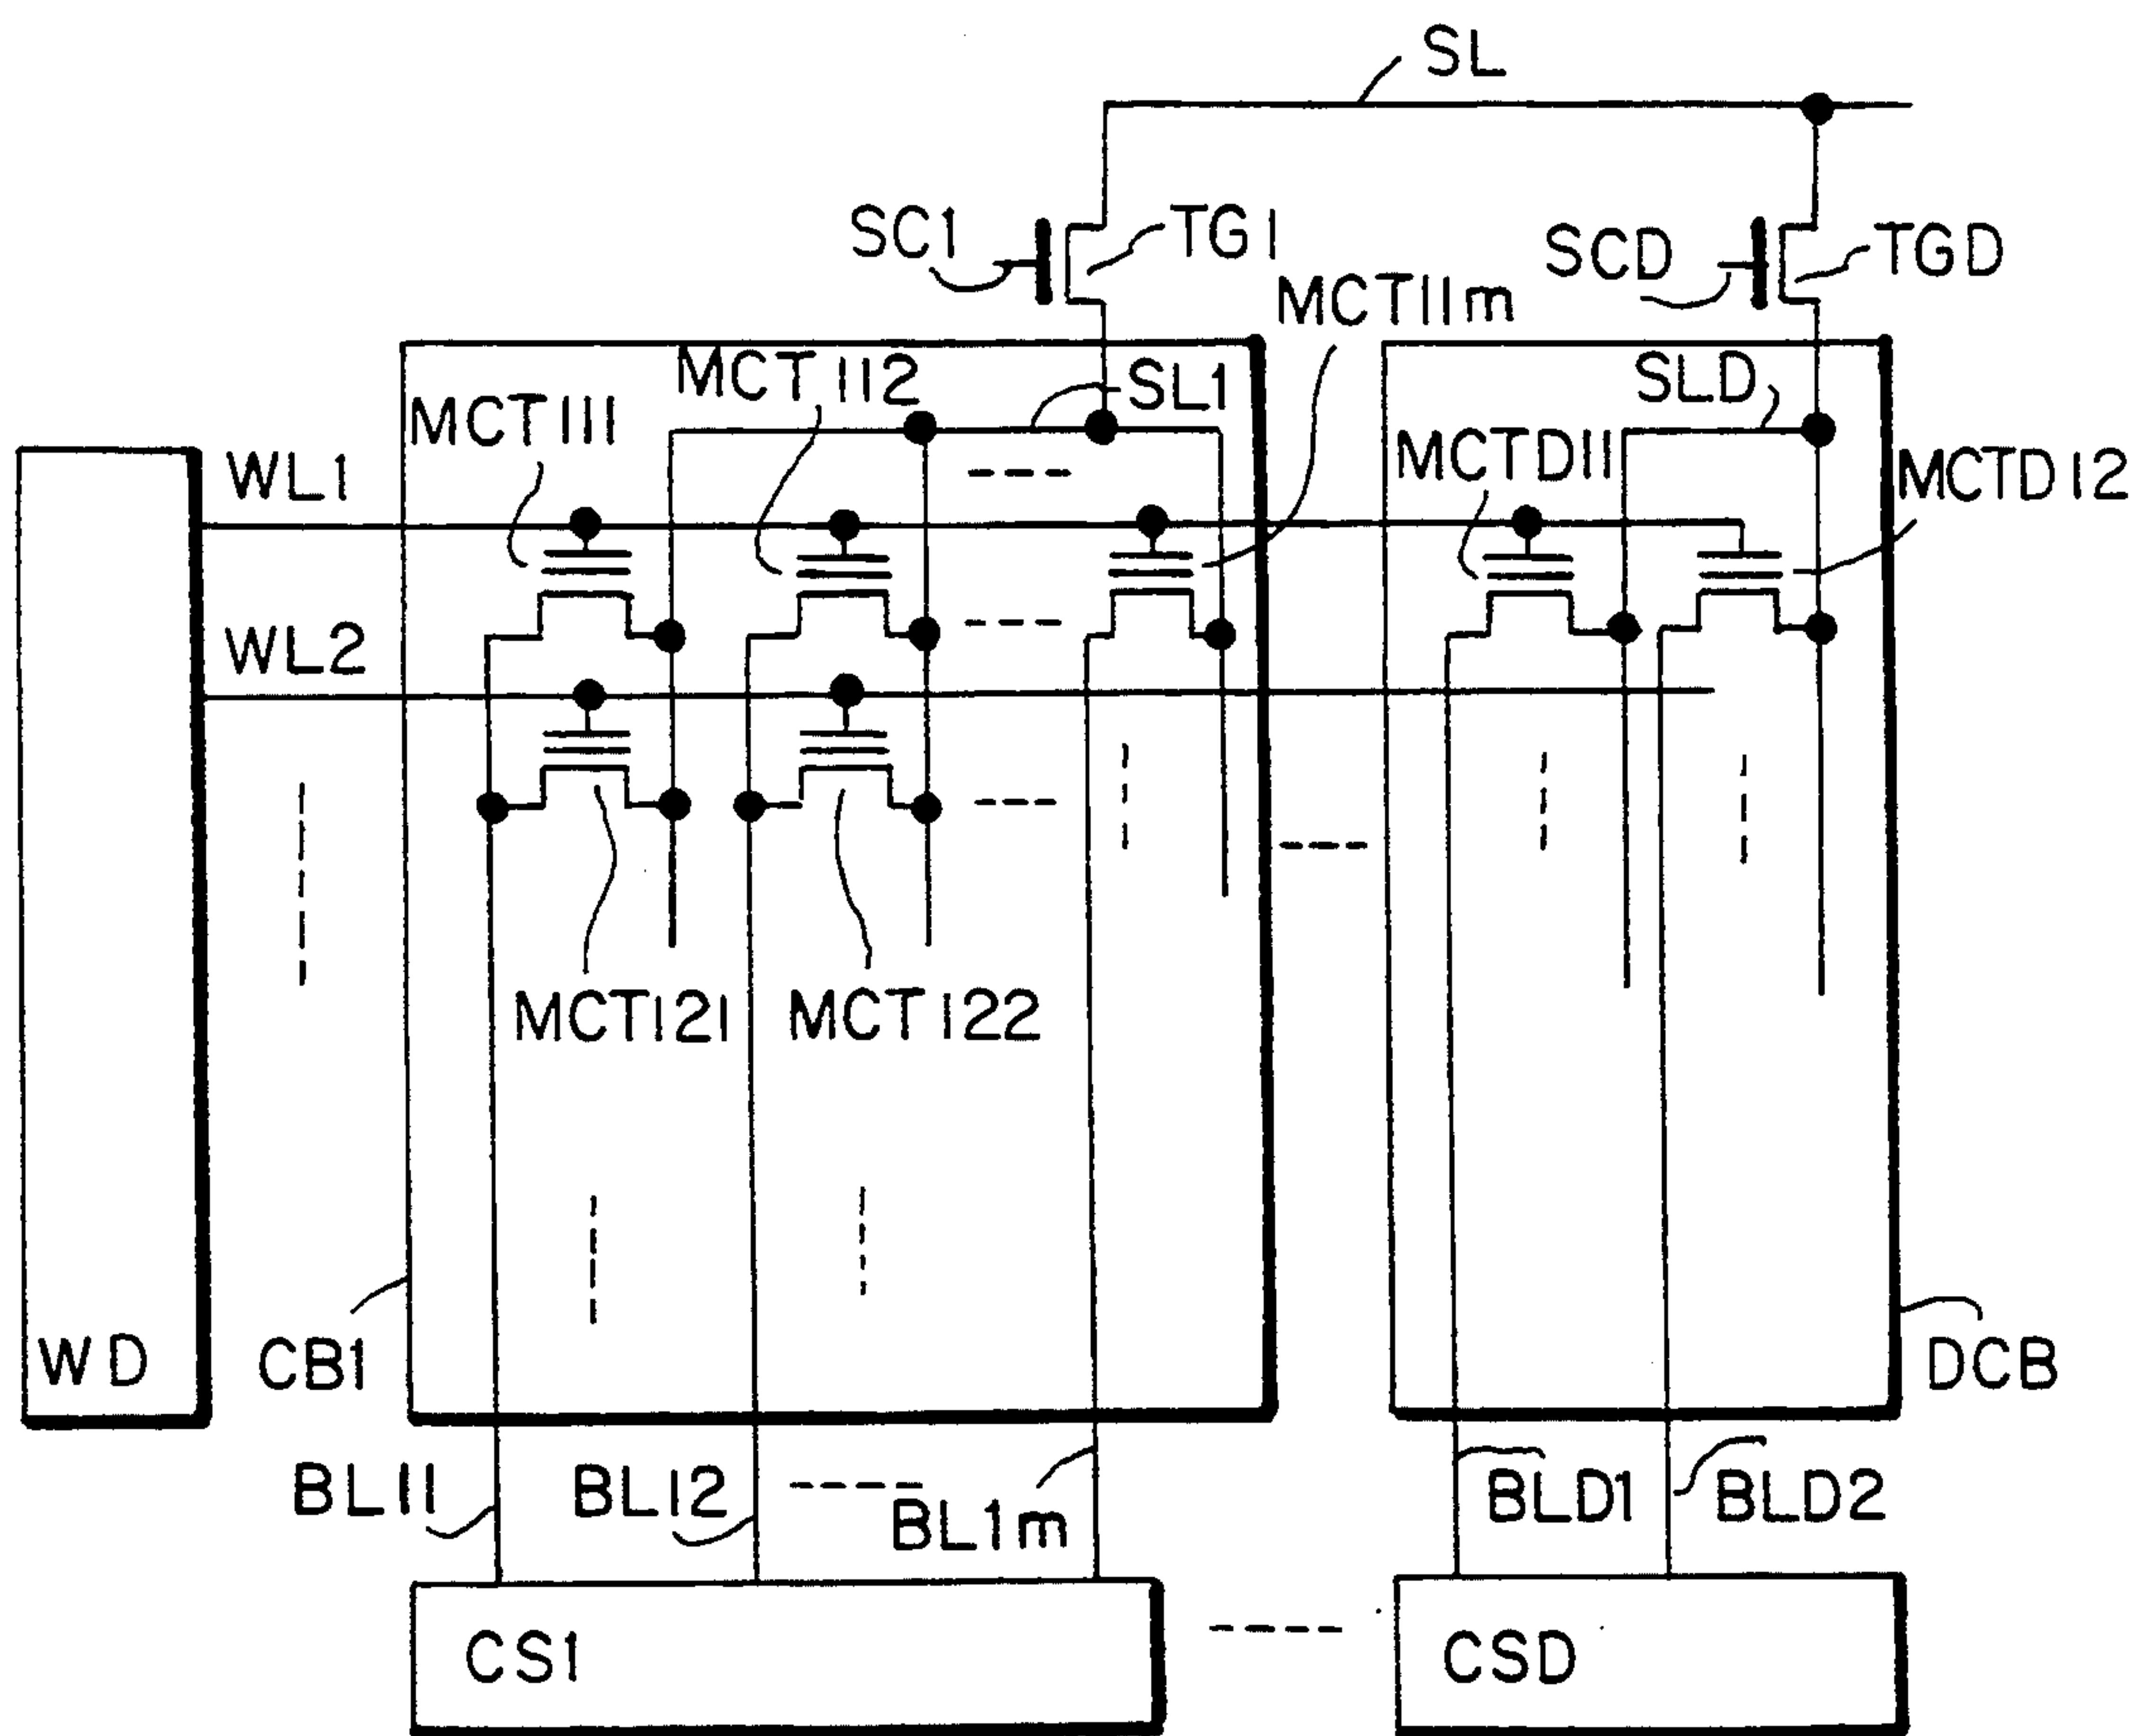 SL
SC1
TG1
SCD
TGD
MCT11m
MCT112
SL1
SLD
MCT111
MCTD11
MCTD12
WL1
WL2
MCT121
MCT122
WD
CB1
DCB
BL11
BL12
BL1m
BLD1
BLD2
CS1
CSD